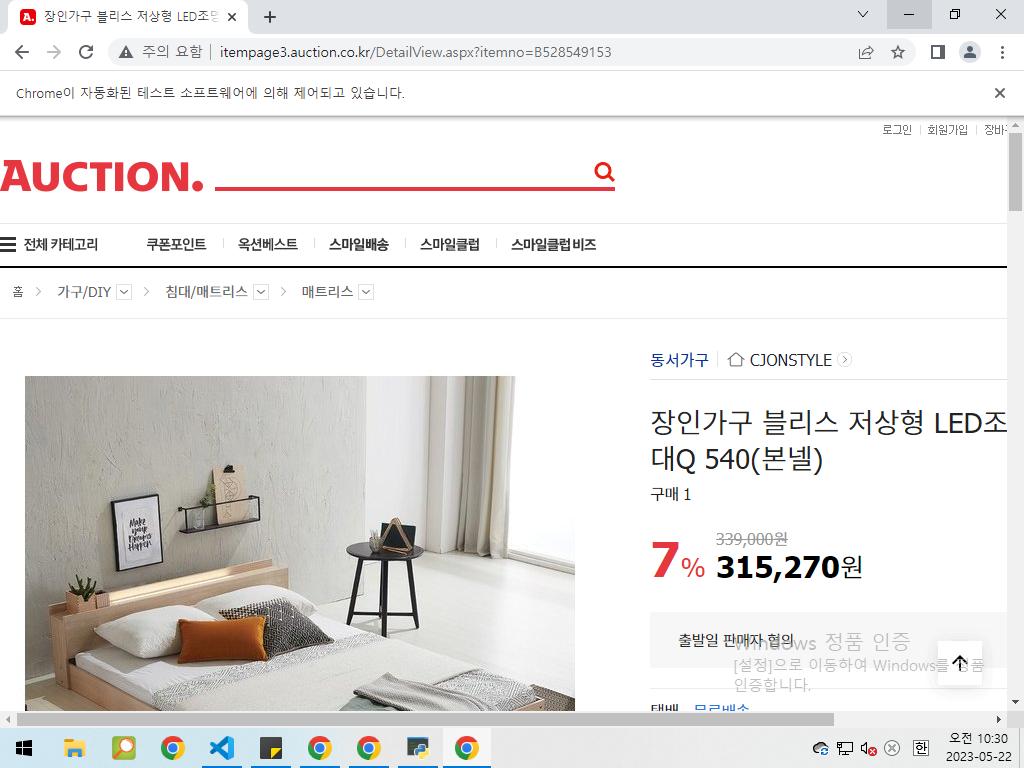 장인가구 블리스 저상형 LED조명
주의 요함 itempage3.auction.co.kr/DetailView.aspx?itemno=B528549153
Chrome이 자동화된 테스트 소프트웨어에 의해 제어되고 있습니다.
로그인 회원가입 장바
AUCTION.
전체 카테고리 쿠폰포인트 옥션베스트 스마일배송 스마일클럽 스마일클럽 비즈
홈 가구/DIY 침대/매트리스 매트리스
동서가구 CJONSTYLE
장인가구 블리스 저상형 LED조
대Q 540(본넬)
구매 1
339,000원
7% 315,270원
Make
your
Dreams
Happen
출발일 판매자 협의
Windows 정품 인증
[설정]으로 이동하여 Windows를 정품
인증합니다.
택배 무료배송
한
오전 10:30
2023-05-22